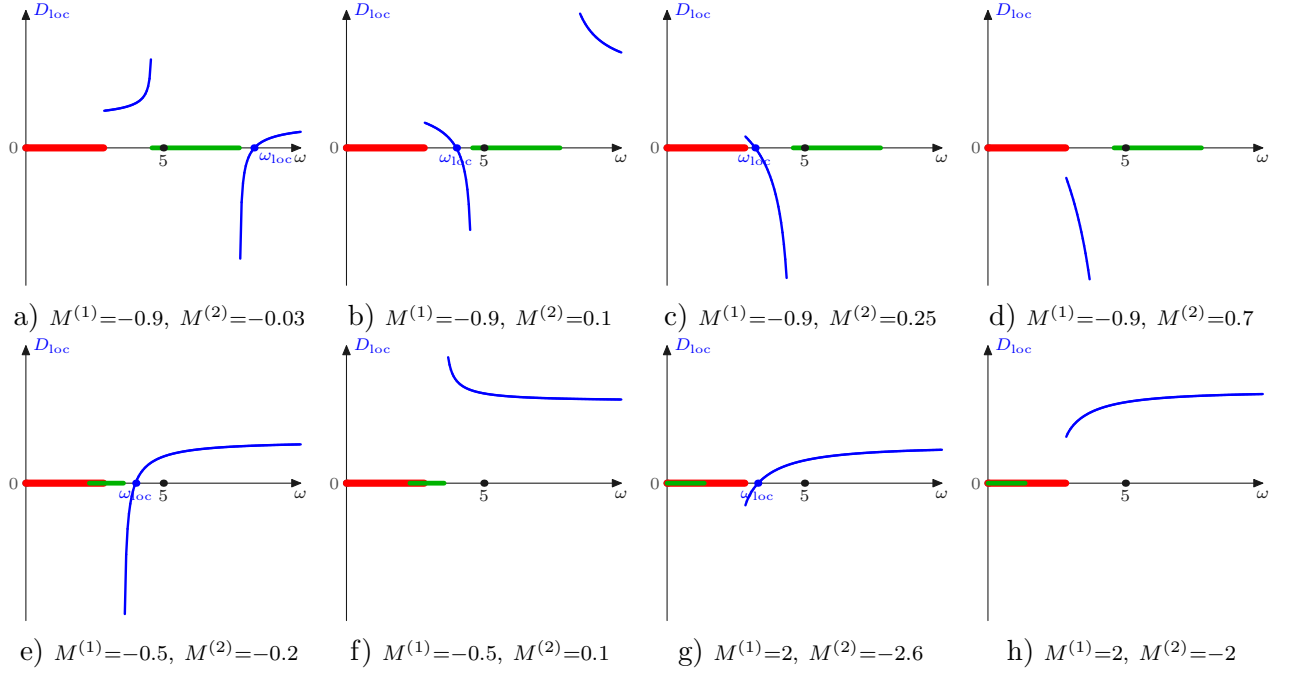 D_loc D_loc D_loc D_loc
0 5 ω_loc ω 0 ω_loc 5 ω 0 ω_loc 5 ω 0 5 ω
a) M^(1)=−0.9, M^(2)=−0.03 b) M^(1)=−0.9, M^(2)=0.1 c) M^(1)=−0.9, M^(2)=0.25 d) M^(1)=−0.9, M^(2)=0.7
D_loc D_loc D_loc D_loc
0 ω_loc 5 ω 0 5 ω 0 ω_loc 5 ω 0 5 ω
e) M^(1)=−0.5, M^(2)=−0.2 f) M^(1)=−0.5, M^(2)=0.1 g) M^(1)=2, M^(2)=−2.6 h) M^(1)=2, M^(2)=−2